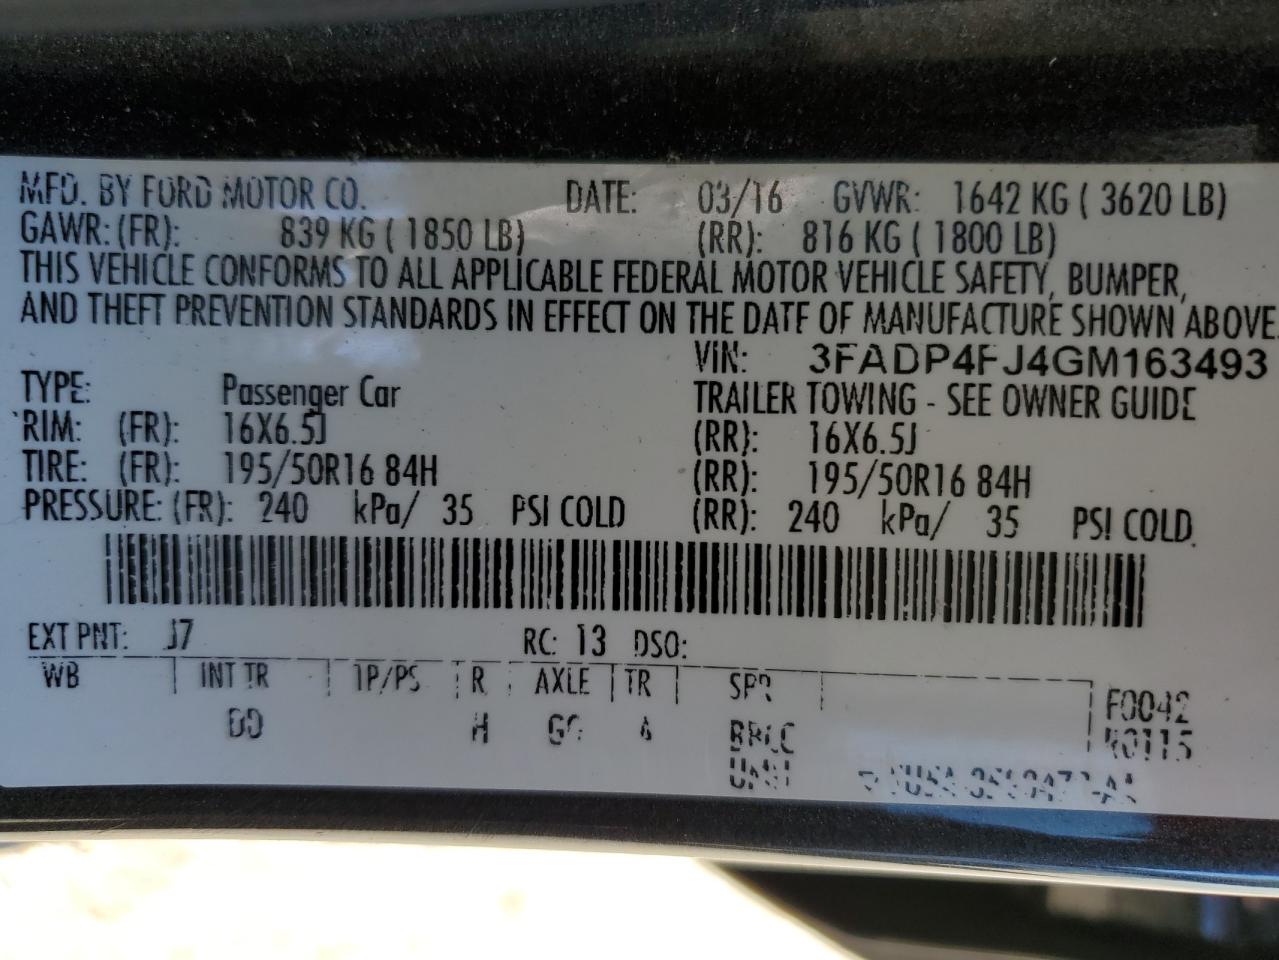 MFD. BY FORD MOTOR CO. DATE: 03/16 GVWR: 1642 KG ( 3620 LB)
GAWR: (FR): 839 KG ( 1850 LB) (RR): 816 KG ( 1800 LB)
THIS VEHICLE CONFORMS TO ALL APPLICABLE FEDERAL MOTOR VEHICLE SAFETY, BUMPER,
AND THEFT PREVENTION STANDARDS IN EFFECT ON THE DATE OF MANUFACTURE SHOWN ABOVE.
VIN: 3FADP4FJ4GM163493
TYPE: Passenger Car TRAILER TOWING - SEE OWNER GUIDE
RIM: (FR): 16X6.5J (RR): 16X6.5J
TIRE: (FR): 195/50R16 84H (RR): 195/50R16 84H
PRESSURE: (FR): 240 kPa/ 35 PSI COLD (RR): 240 kPa/ 35 PSI COLD
EXT PNT: J7 RC: 13 DSO:
WB INT TR TP/PS R AXLE TR SPR F0042
DD H A R0115